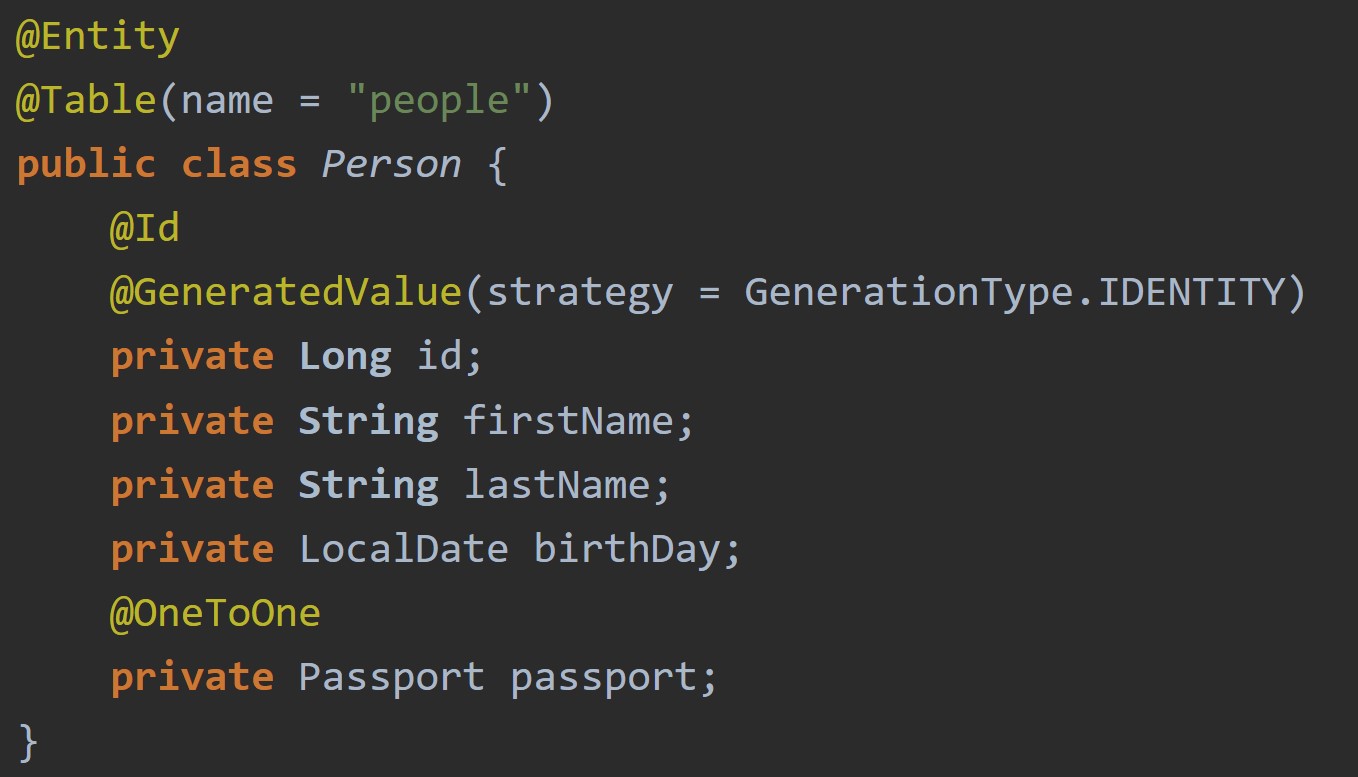 @Entity
@Table(name = "people")
public class Person {
    @Id
    @GeneratedValue(strategy = GenerationType.IDENTITY)
    private Long id;
    private String firstName;
    private String lastName;
    private LocalDate birthDay;
    @OneToOne
    private Passport passport;
}